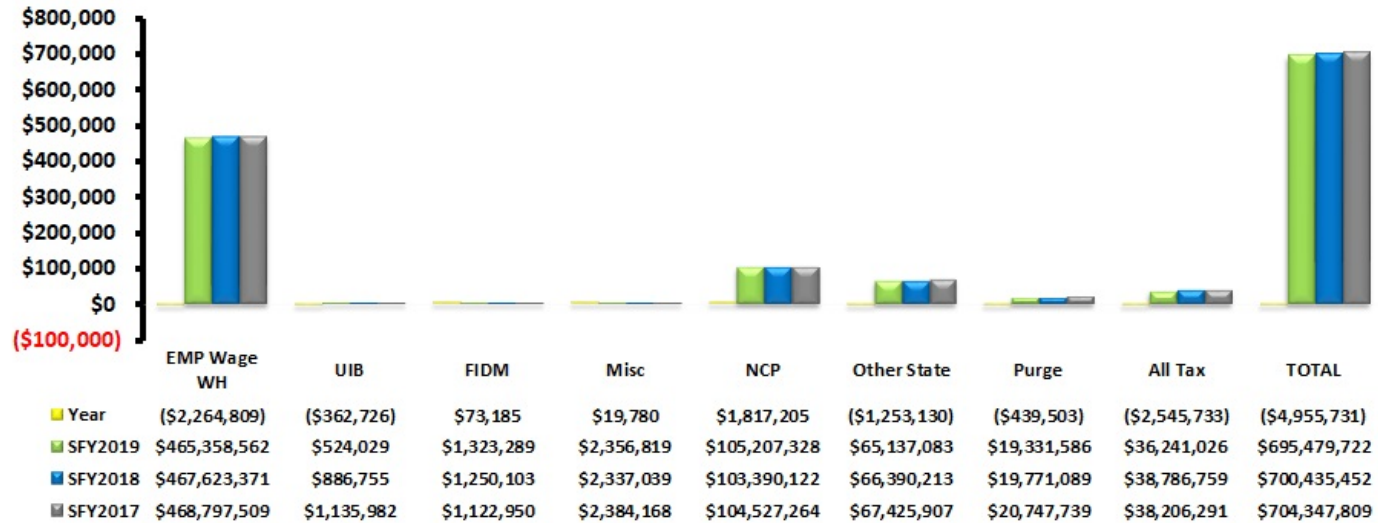 $800,000
$700,000
$600,000
$500,000
$400,000
$300,000
$200,000
$100,000
$0
($100,000)
EMP Wage WH UIB FIDM Misc NCP Other State Purge All Tax TOTAL
Year ($2,264,809) ($362,726) $73,185 $19,780 $1,817,205 ($1,253,130) ($439,503) ($2,545,733) ($4,955,731)
SFY2019 $465,358,562 $524,029 $1,323,289 $2,356,819 $105,207,328 $65,137,083 $19,331,586 $36,241,026 $695,479,722
SFY2018 $467,623,371 $886,755 $1,250,103 $2,337,039 $103,390,122 $66,390,213 $19,771,089 $38,786,759 $700,435,452
SFY2017 $468,797,509 $1,135,982 $1,122,950 $2,384,168 $104,527,264 $67,425,907 $20,747,739 $38,206,291 $704,347,809